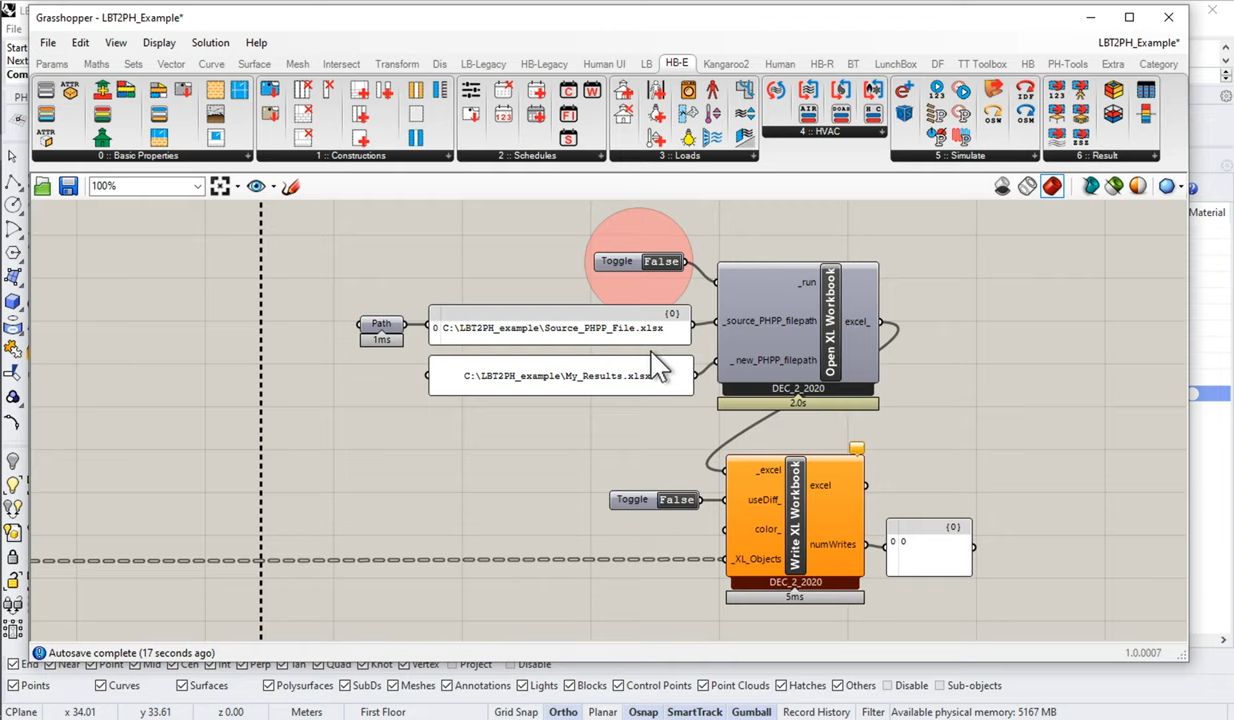 Grasshopper - LBT2PH_Example*
File Edit View Display Solution Help
LBT2PH_Example*
Params Maths Sets Vector Curve Surface Mesh Intersect Transform Dis LB-Legacy HB-Legacy Human UI LB HB-E Kangaroo2 Human HB-R BT LunchBox DF TT Toolbox HB PH-Tools Extra Category
0 :: Basic Properties
1 :: Constructions
2 :: Schedules
3 :: Loads
4 :: HVAC
5 :: Simulate
6 :: Result
100%
Toggle False
_run
Path
1ms
{0}
0 C:\LBT2PH_example\Source_PHPP_File.xlsx
_source_PHPP_filepath
excel_
C:\LBT2PH_example\My_Results.xlsx
_new_PHPP_filepath
Open XL Workbook
DEC_2_2020
2.0s
_excel
excel
Toggle False
useDiff_
color_
numWrites
_XL_Objects
Write XL Workbook
{0}
0 0
DEC_2_2020
5ms
Autosave complete (17 seconds ago)
1.0.0007
End Near Point Mid Cen Int Perp Tan Quad Knot Vertex Project Disable
Points Curves Surfaces Polysurfaces SubDs Meshes Annotations Lights Blocks Control Points Point Clouds Hatches Others Disable Sub-objects
CPlane x 34.01 y 33.61 z 0.00 Meters First Floor Grid Snap Ortho Planar Osnap SmartTrack Gumball Record History Filter Available physical memory: 5167 MB
File
Start
Next
Com
Material